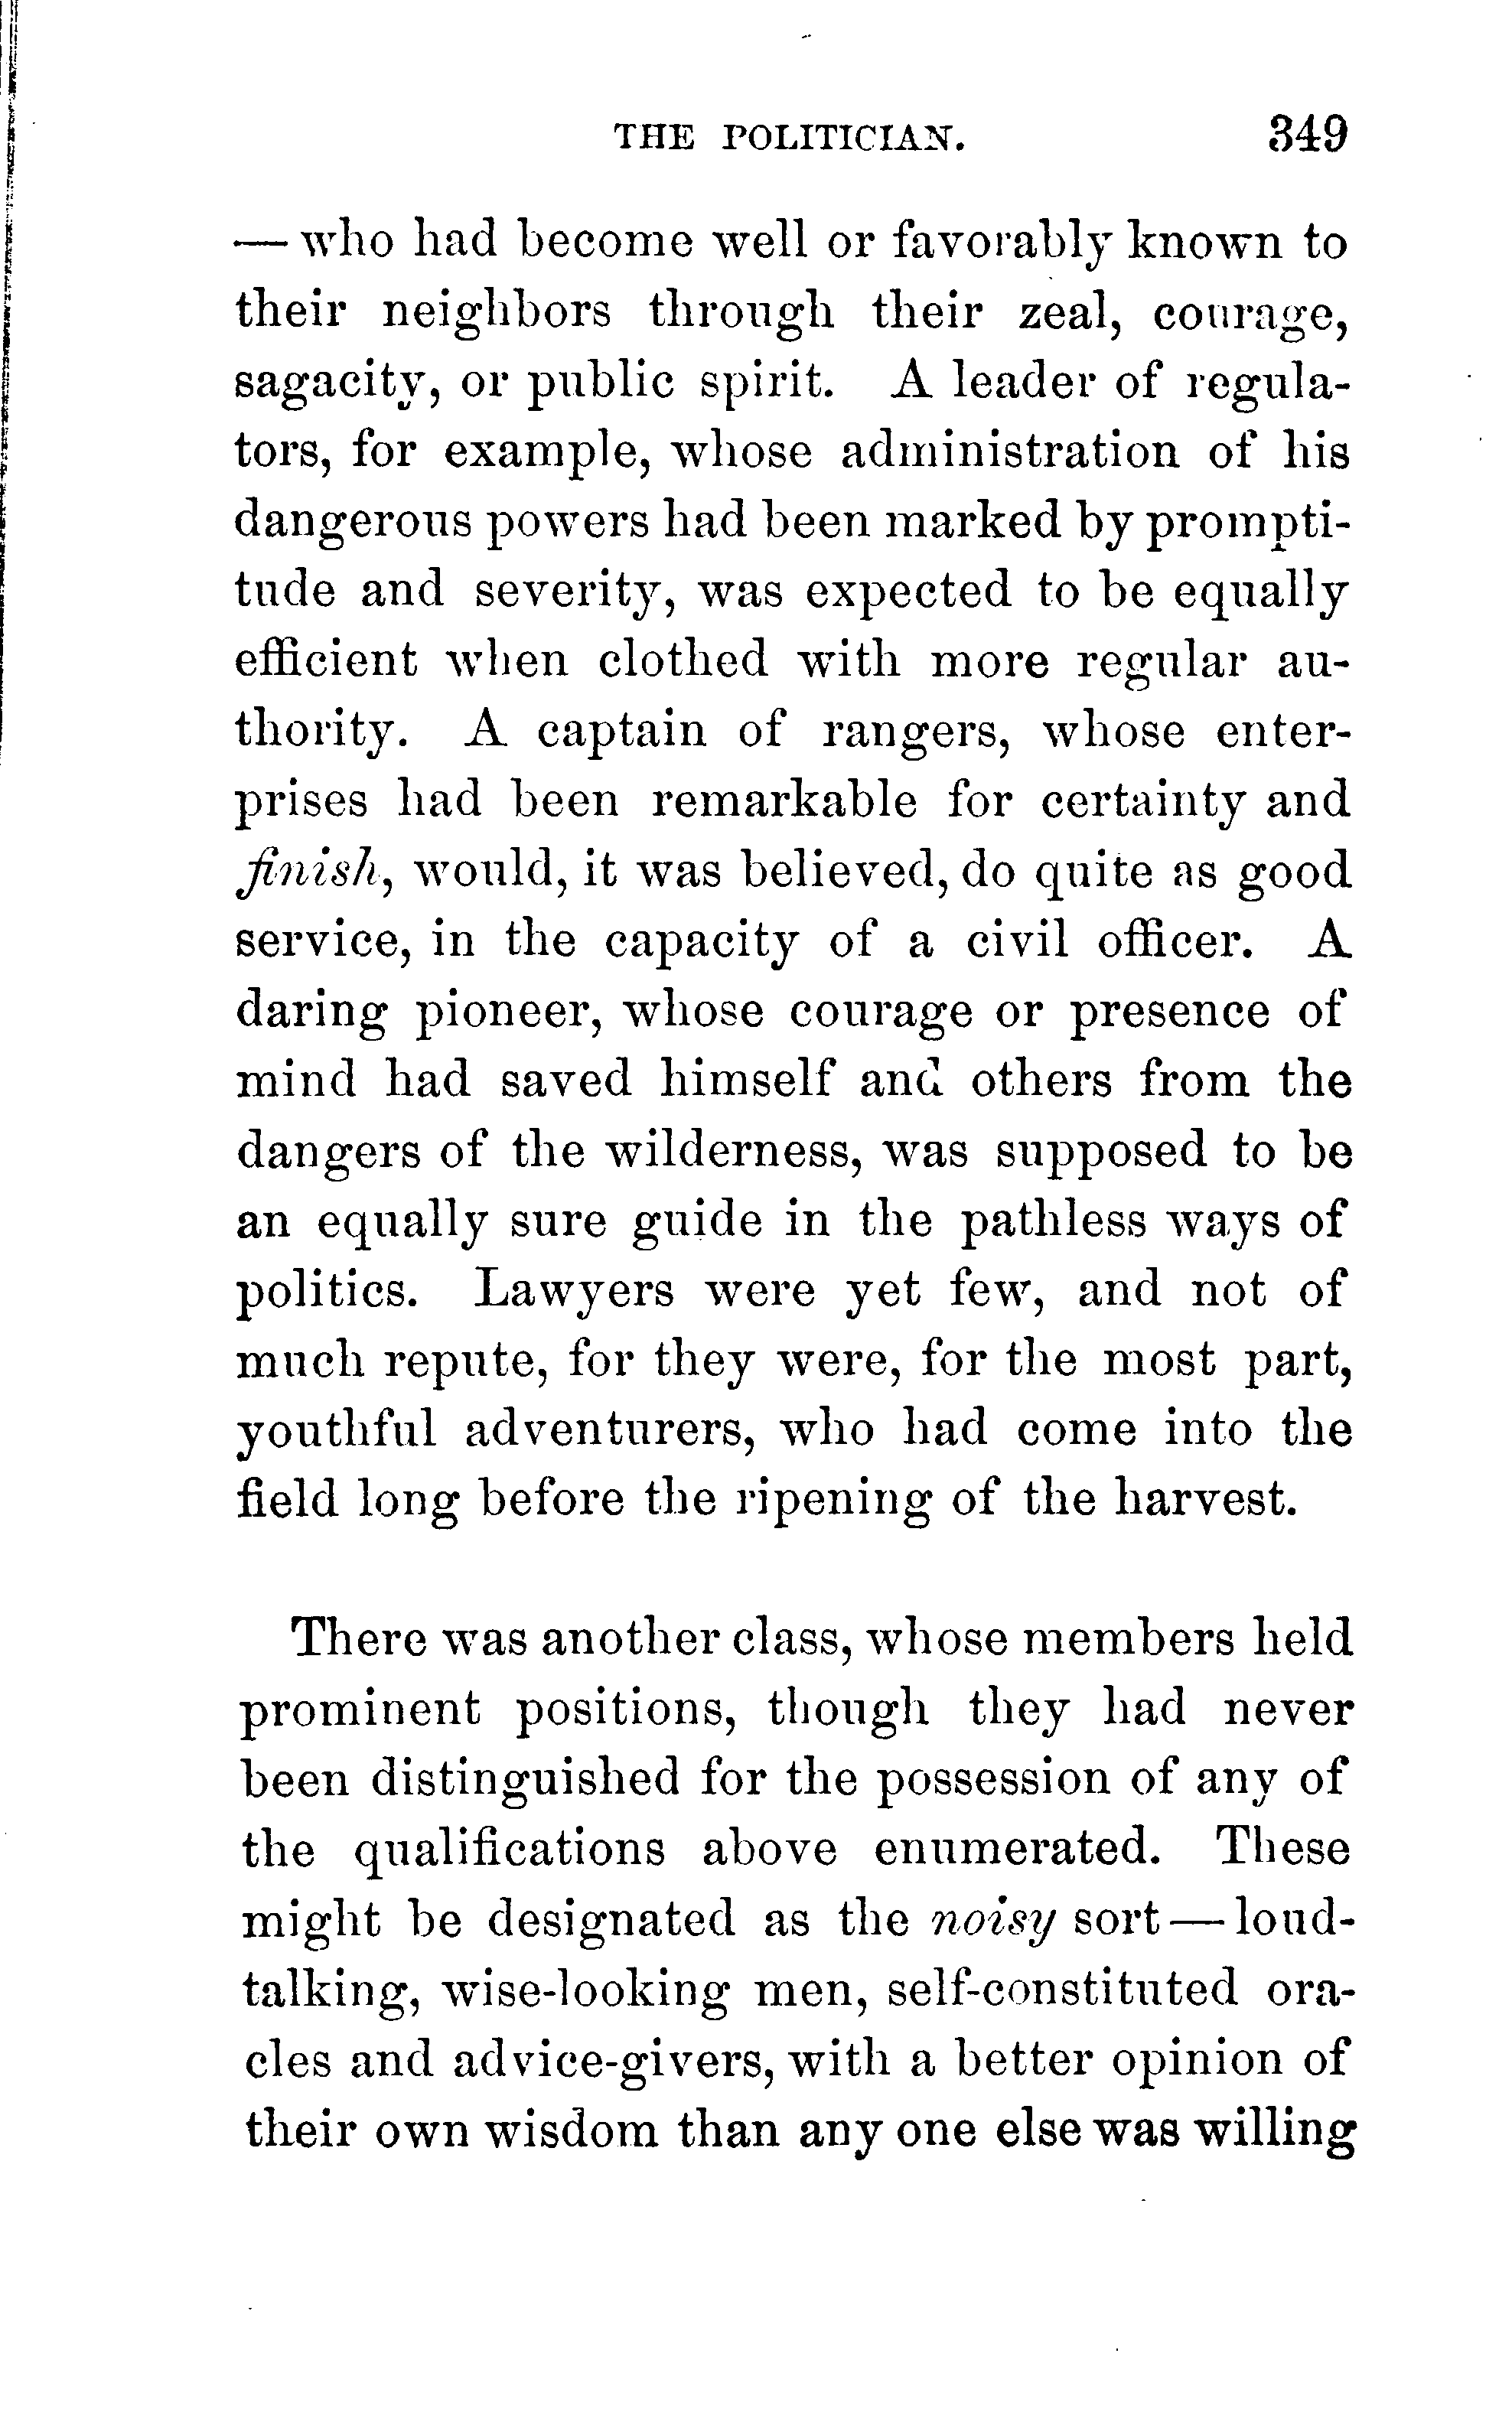 THE POLITICIAN. 349
— who had become well or favorably known to
their neighbors through their zeal, courage,
sagacity, or public spirit. A leader of regula-
tors, for example, whose administration of his
dangerous powers had been marked by prompti-
tude and severity, was expected to be equally
efficient when clothed with more regular au-
thority. A captain of rangers, whose enter-
prises had been remarkable for certainty and
finish, would, it was believed, do quite as good
service, in the capacity of a civil officer. A
daring pioneer, whose courage or presence of
mind had saved himself and others from the
dangers of the wilderness, was supposed to be
an equally sure guide in the pathless ways of
politics. Lawyers were yet few, and not of
much repute, for they were, for the most part,
youthful adventurers, who had come into the
field long before the ripening of the harvest.
There was another class, whose members held
prominent positions, though they had never
been distinguished for the possession of any of
the qualifications above enumerated. These
might be designated as the noisy sort — loud-
talking, wise-looking men, self-constituted ora-
cles and advice-givers, with a better opinion of
their own wisdom than any one else was willing